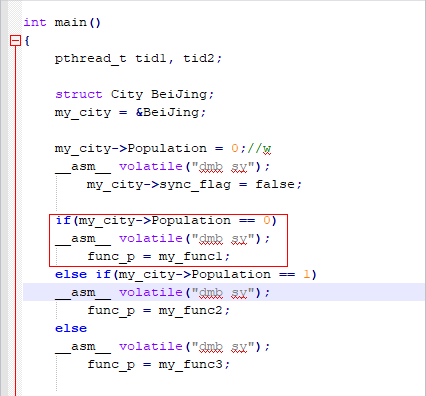 int main()
{
pthread_t tid1, tid2;
struct City BeiJing;
my_city = &BeiJing;
my_city->Population = 0;//w
__asm__ volatile("dmb sy");
my_city->sync_flag = false;
if(my_city->Population == 0)
__asm__ volatile("dmb sy");
func_p = my_func1;
else if(my_city->Population == 1)
__asm__ volatile("dmb sy");
func_p = my_func2;
else
__asm__ volatile("dmb sy");
func_p = my_func3;